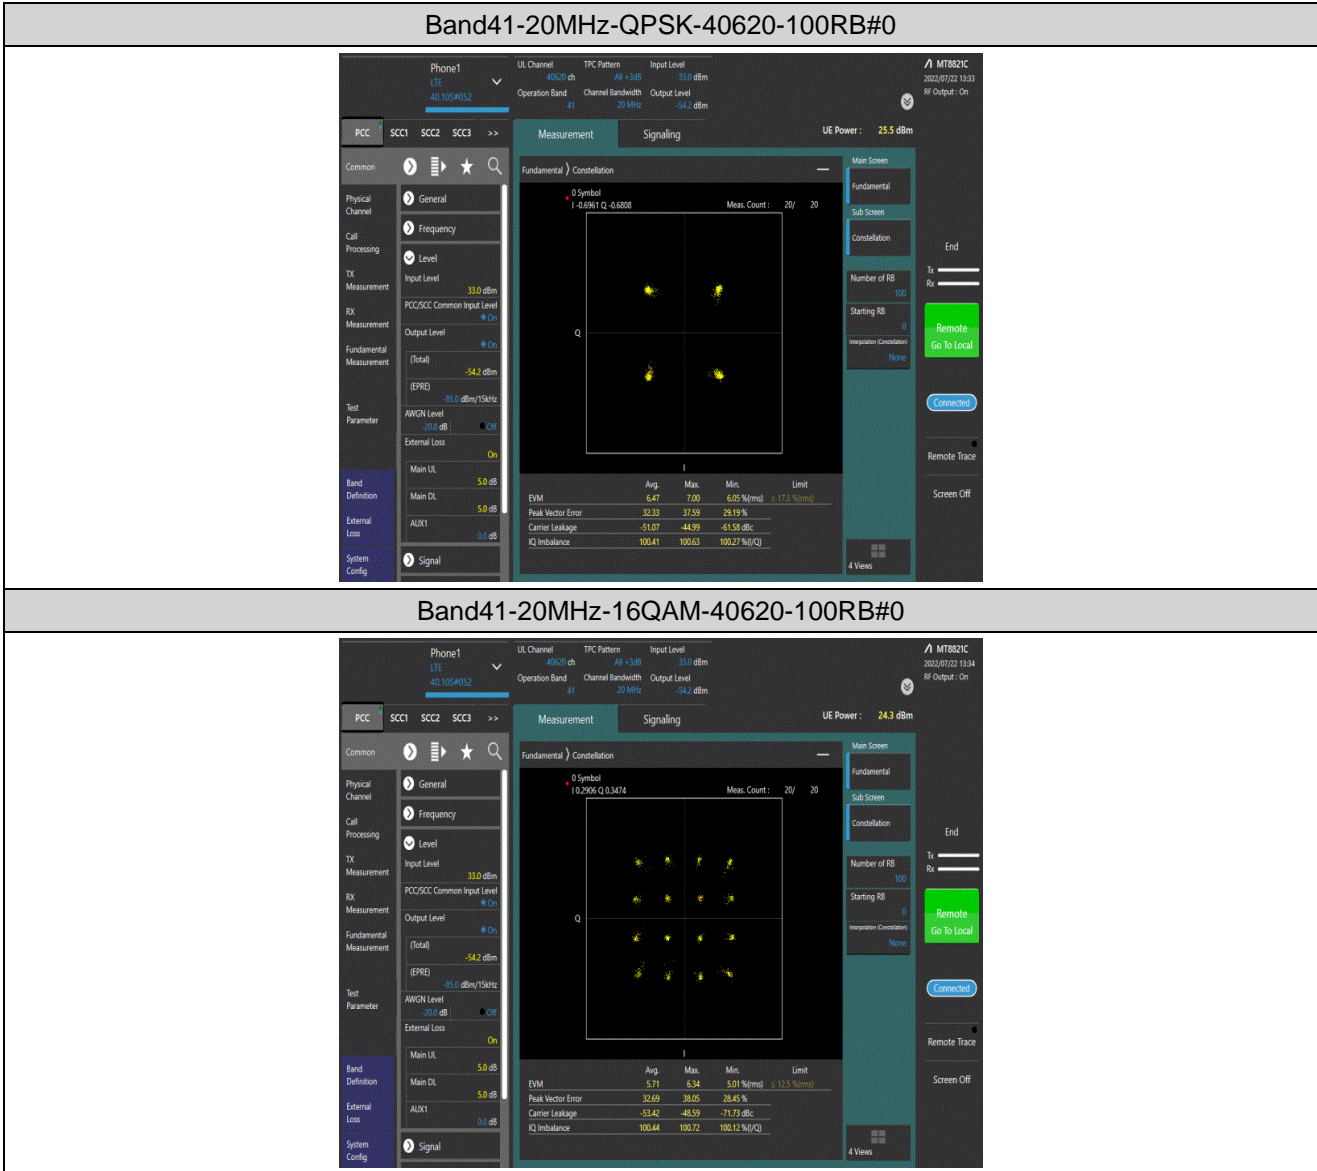 Band41-20MHz-QPSK-40620-100RB#0
Phone1
LTE
40.105#052
UL Channel TPC Pattern Input Level
40620 ch All +3dB 33.0 dBm
Operation Band Channel Bandwidth Output Level
41 20 MHz -54.2 dBm
MT8821C
2022/07/22 13:33
RF Output : On
PCC SCC1 SCC2 SCC3 >>
Measurement Signaling
UE Power : 25.5 dBm
Common
Physical Channel
Call Processing
TX Measurement
RX Measurement
Fundamental Measurement
Test Parameter
Band Definition
External Loss
System Config
General
Frequency
Level
Input Level
33.0 dBm
PCC/SCC Common Input Level
On
Output Level
On
(Total)
-54.2 dBm
(EPRE)
-85.0 dBm/15kHz
AWGN Level
-20.0 dB Off
External Loss
On
Main UL
5.0 dB
Main DL
5.0 dB
AUX1
0.0 dB
Signal
Fundamental Constellation
0 Symbol
I -0.6961 Q -0.6808 Meas. Count : 20/ 20
Q
I
Avg. Max. Min. Limit
EVM 6.47 7.00 6.05 %(rms) ≤ 17.5 %(rms)
Peak Vector Error 32.33 37.59 29.19 %
Carrier Leakage -51.07 -44.99 -61.58 dBc
IQ Imbalance 100.41 100.63 100.27 %(I/Q)
Main Screen
Fundamental
Sub Screen
Constellation
Number of RB
100
Starting RB
0
Interpolation (Constellation)
None
4 Views
End
Tx
Rx
Remote
Go To Local
Connected
Remote Trace
Screen Off
Band41-20MHz-16QAM-40620-100RB#0
Phone1
LTE
40.105#052
UL Channel TPC Pattern Input Level
40620 ch All +3dB 33.0 dBm
Operation Band Channel Bandwidth Output Level
41 20 MHz -54.2 dBm
MT8821C
2022/07/22 13:34
RF Output : On
PCC SCC1 SCC2 SCC3 >>
Measurement Signaling
UE Power : 24.3 dBm
Common
Physical Channel
Call Processing
TX Measurement
RX Measurement
Fundamental Measurement
Test Parameter
Band Definition
External Loss
System Config
General
Frequency
Level
Input Level
33.0 dBm
PCC/SCC Common Input Level
On
Output Level
On
(Total)
-54.2 dBm
(EPRE)
-85.0 dBm/15kHz
AWGN Level
-20.0 dB Off
External Loss
On
Main UL
5.0 dB
Main DL
5.0 dB
AUX1
0.0 dB
Signal
Fundamental Constellation
0 Symbol
I 0.2906 Q 0.3474 Meas. Count : 20/ 20
Q
I
Avg. Max. Min. Limit
EVM 5.71 6.34 5.01 %(rms) ≤ 12.5 %(rms)
Peak Vector Error 32.69 38.05 28.45 %
Carrier Leakage -53.42 -48.59 -71.73 dBc
IQ Imbalance 100.44 100.72 100.12 %(I/Q)
Main Screen
Fundamental
Sub Screen
Constellation
Number of RB
100
Starting RB
0
Interpolation (Constellation)
None
4 Views
End
Tx
Rx
Remote
Go To Local
Connected
Remote Trace
Screen Off